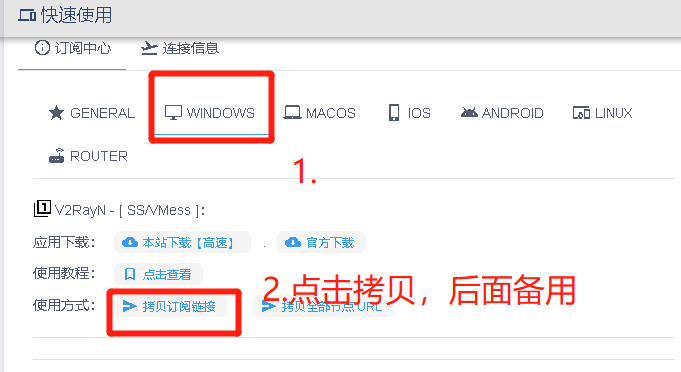 快速使用
订阅中心 连接信息
GENERAL WINDOWS MACOS IOS ANDROID LINUX
ROUTER
1.
1 V2RayN - [ SS/VMess ]:
应用下载: 本站下载【高速】 . 官方下载
使用教程: 点击查看
2.点击拷贝，后面备用
使用方式: 拷贝订阅链接 拷贝全部节点 URL